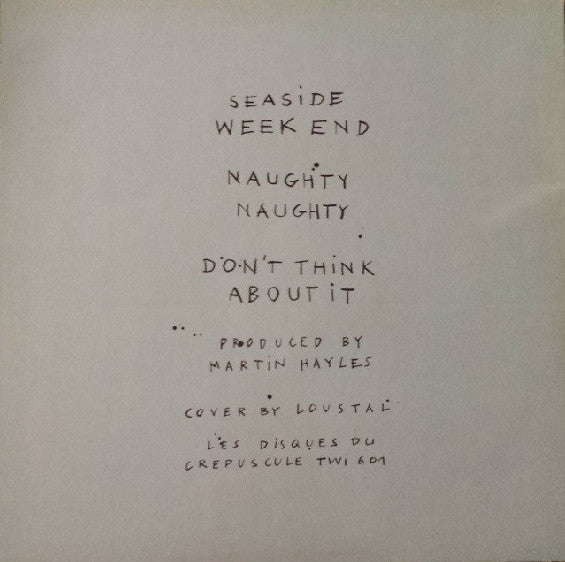 SEASiDE
WEEK END
NAUGHTY
NAUGHTY
DON'T THiNK
ABOUT iT
PRODUCED BY
MARTiN HAYLES
COVER BY LOUSTAL
LES DiSQUES DU
CREPUSCULE TWI 601